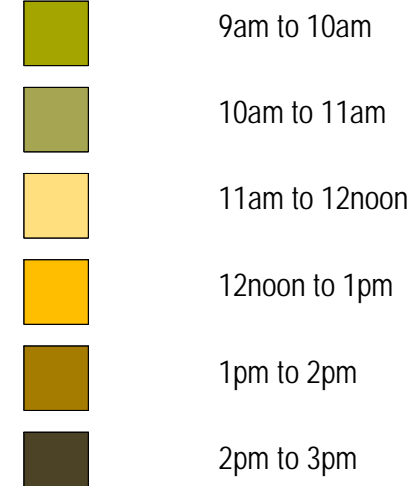 9am to 10am
10am to 11am
11am to 12noon
12noon to 1pm
1pm to 2pm
2pm to 3pm